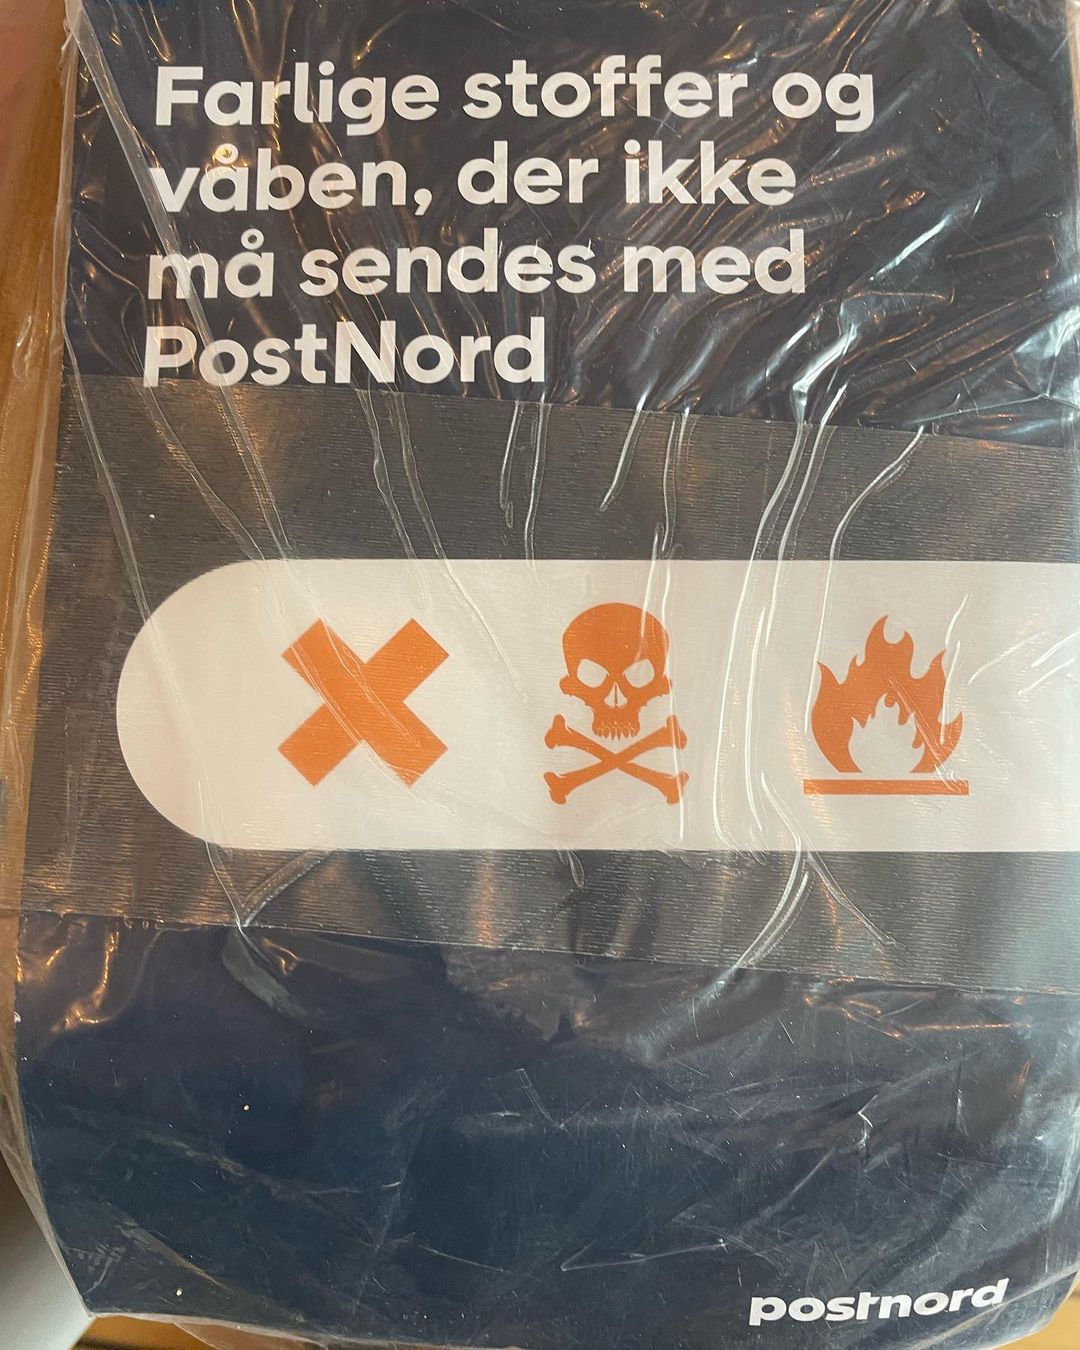 Farlige stoffer og
våben, der ikke
må sendes med
PostNord
postnord